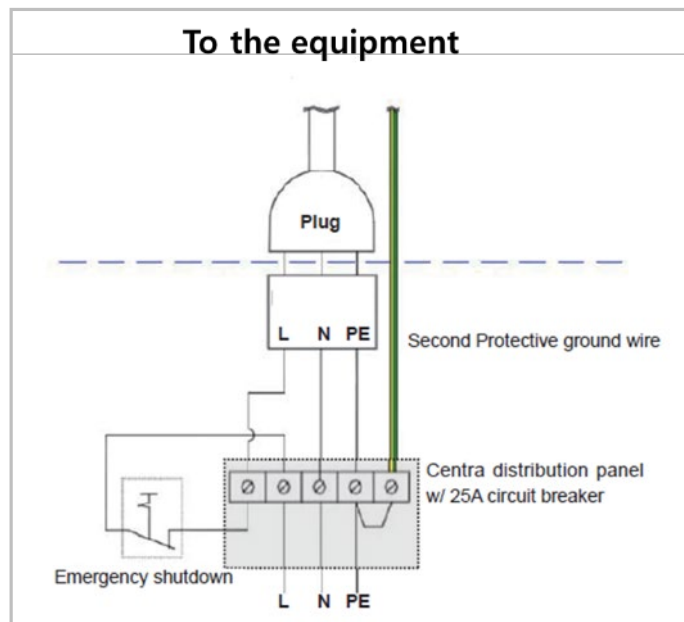 To the equipment
Plug
L N PE
Second Protective ground wire
Centra distribution panel
w/ 25A circuit breaker
Emergency shutdown
L N PE